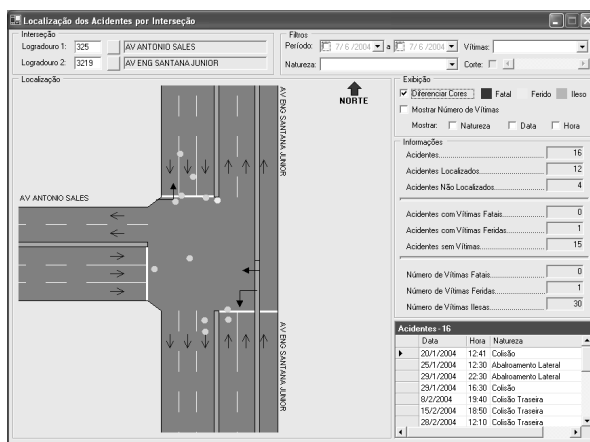 Localização dos Acidentes por Interseção
Interseção
Logradouro 1: 325 AV ANTONIO SALES
Logradouro 2: 3219 AV ENG SANTANA JUNIOR
Filtros
Período: 7/ 6 /2004 a 7/ 6 /2004 Vítimas:
Natureza: Corte:
Localização
NORTE
AV ENG SANTANA JUNIOR
AV ANTONIO SALES
AV ENG SANTANA JUNIOR
Exibição
Diferenciar Cores Fatal Ferido Ileso
Mostrar Número de Vítimas
Mostrar: Natureza Data Hora
Informações
Acidentes 16
Acidentes Localizados 12
Acidentes Não Localizados 4
Acidentes com Vítimas Fatais 0
Acidentes com Vítimas Feridas 1
Acidentes sem Vítimas 15
Número de Vítimas Fatais 0
Número de Vítimas Feridas 1
Número de Vítimas Ilesas 30
Acidentes - 16
Data Hora Natureza
20/1/2004 12:41 Colisão
25/1/2004 12:30 Abalroamento Lateral
29/1/2004 22:30 Abalroamento Lateral
29/1/2004 16:30 Colisão
8/2/2004 19:40 Colisão Traseira
15/2/2004 18:50 Colisão Traseira
28/2/2004 12:10 Colisão Traseira